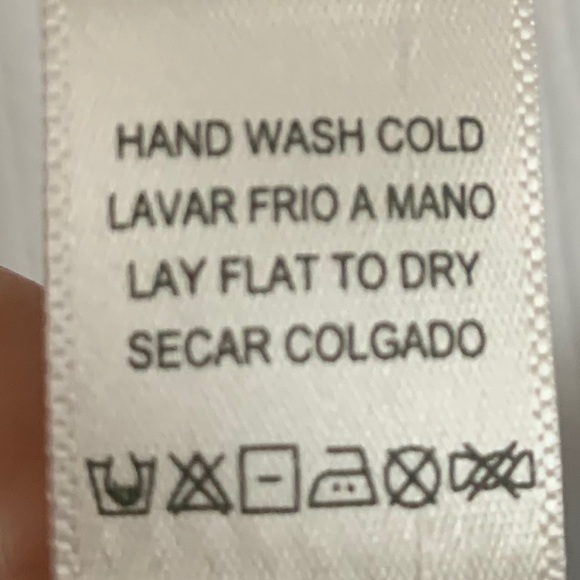 HAND WASH COLD
LAVAR FRIO A MANO
LAY FLAT TO DRY
SECAR COLGADO